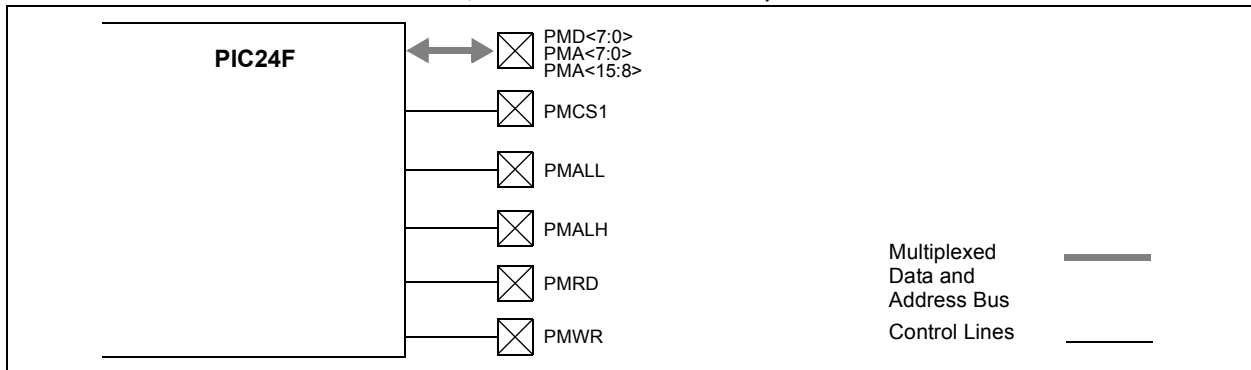 PIC24F
PMD<7:0>
PMA<7:0>
PMA<15:8>
PMCS1
PMALL
PMALH
PMRD
PMWR
Multiplexed
Data and
Address Bus
Control Lines